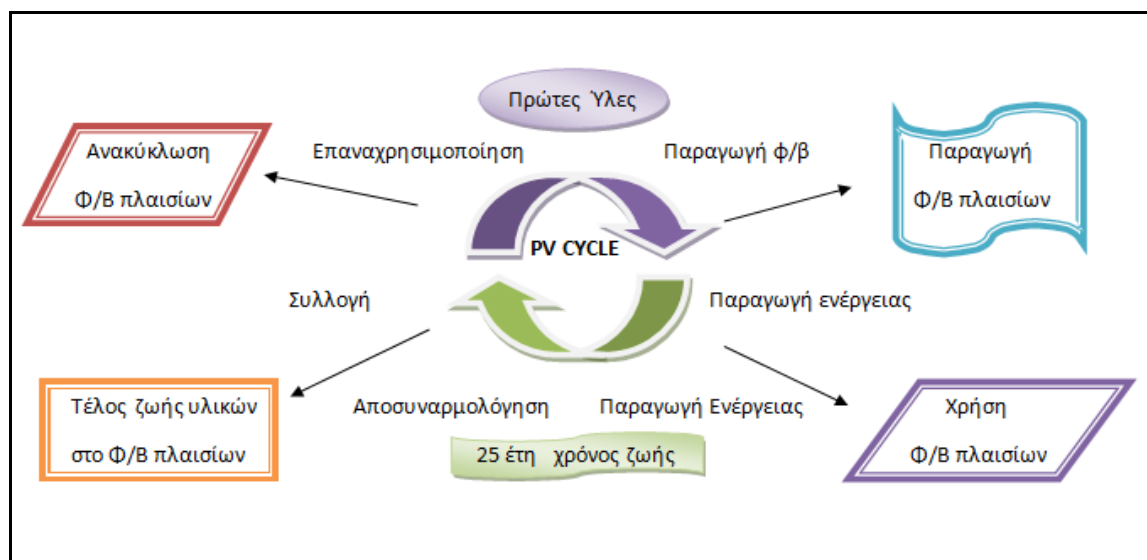 Πρώτες Ύλες
Ανακύκλωση
Φ/Β πλαισίων
Επαναχρησιμοποίηση
Παραγωγή φ/β
Παραγωγή
Φ/Β πλαισίων
PV CYCLE
Συλλογή
Παραγωγή ενέργειας
Τέλος ζωής υλικών
στο Φ/Β πλαισίων
Αποσυναρμολόγηση
Παραγωγή Ενέργειας
Χρήση
Φ/Β πλαισίων
25 έτη χρόνος ζωής